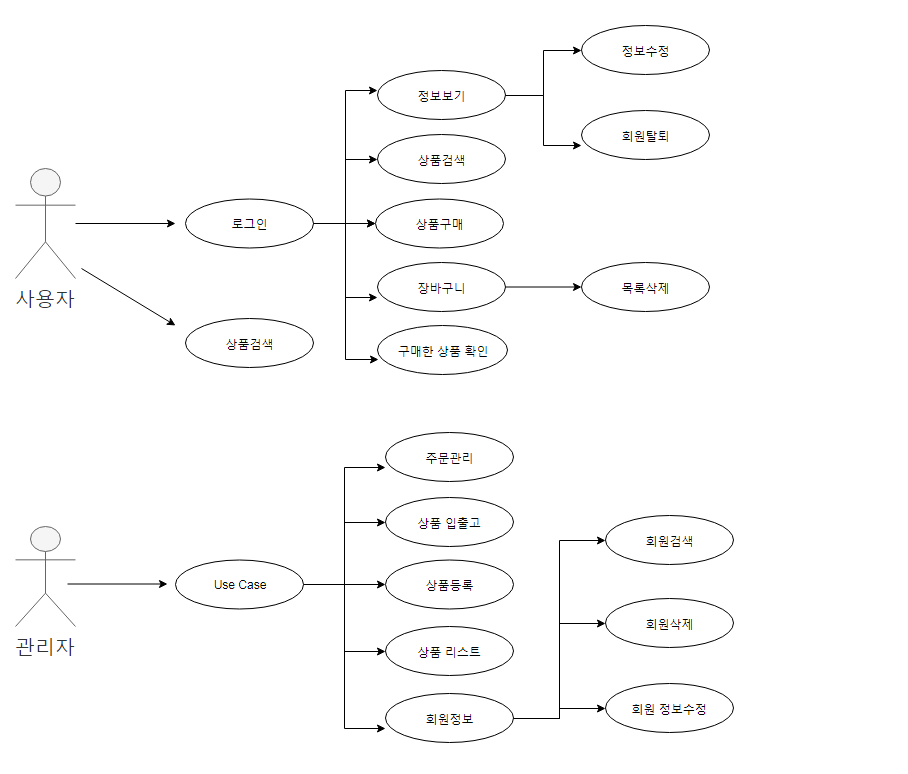 정보수정
정보보기
회원탈퇴
상품검색
로그인
상품구매
사용자
장바구니
목록삭제
상품검색
구매한 상품 확인
주문관리
상품 입출고
회원검색
Use Case
상품등록
회원삭제
관리자
상품 리스트
회원정보
회원 정보수정